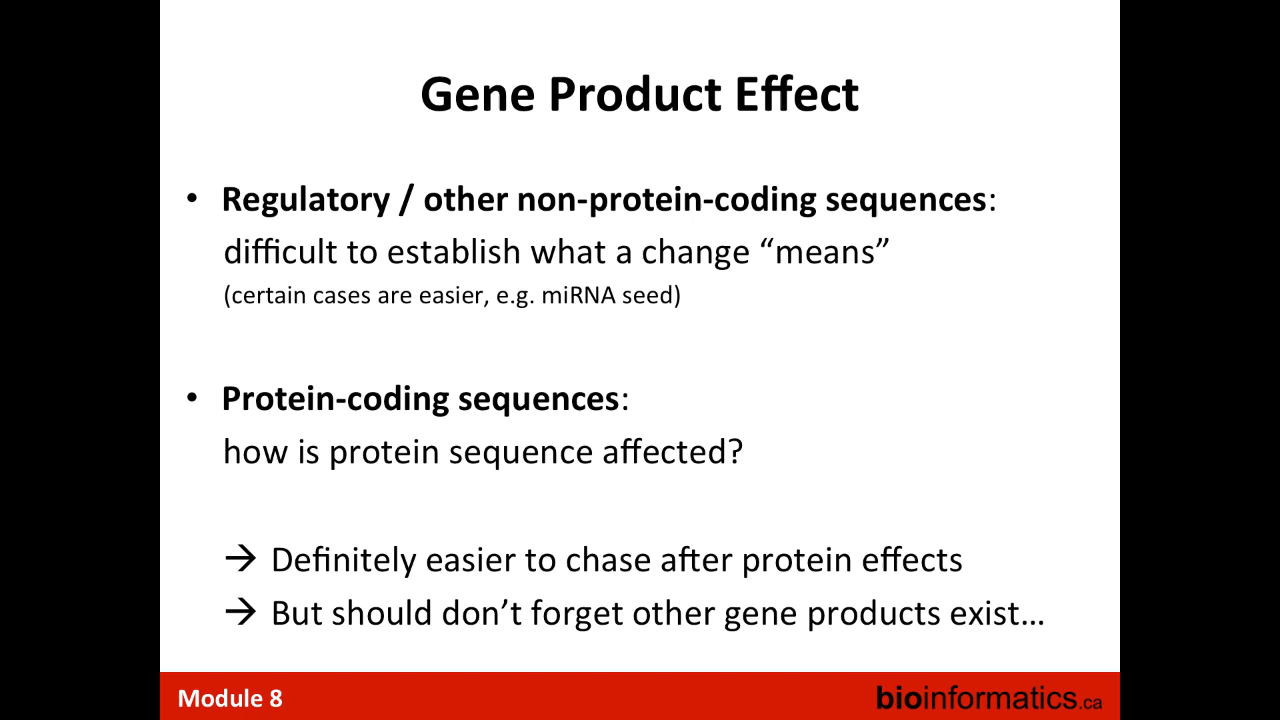 Gene Product Effect
• Regulatory / other non-protein-coding sequences:
difficult to establish what a change “means”
(certain cases are easier, e.g. miRNA seed)
• Protein-coding sequences:
how is protein sequence affected?
→ Definitely easier to chase after protein effects
→ But should don’t forget other gene products exist…
Module 8
bioinformatics.ca